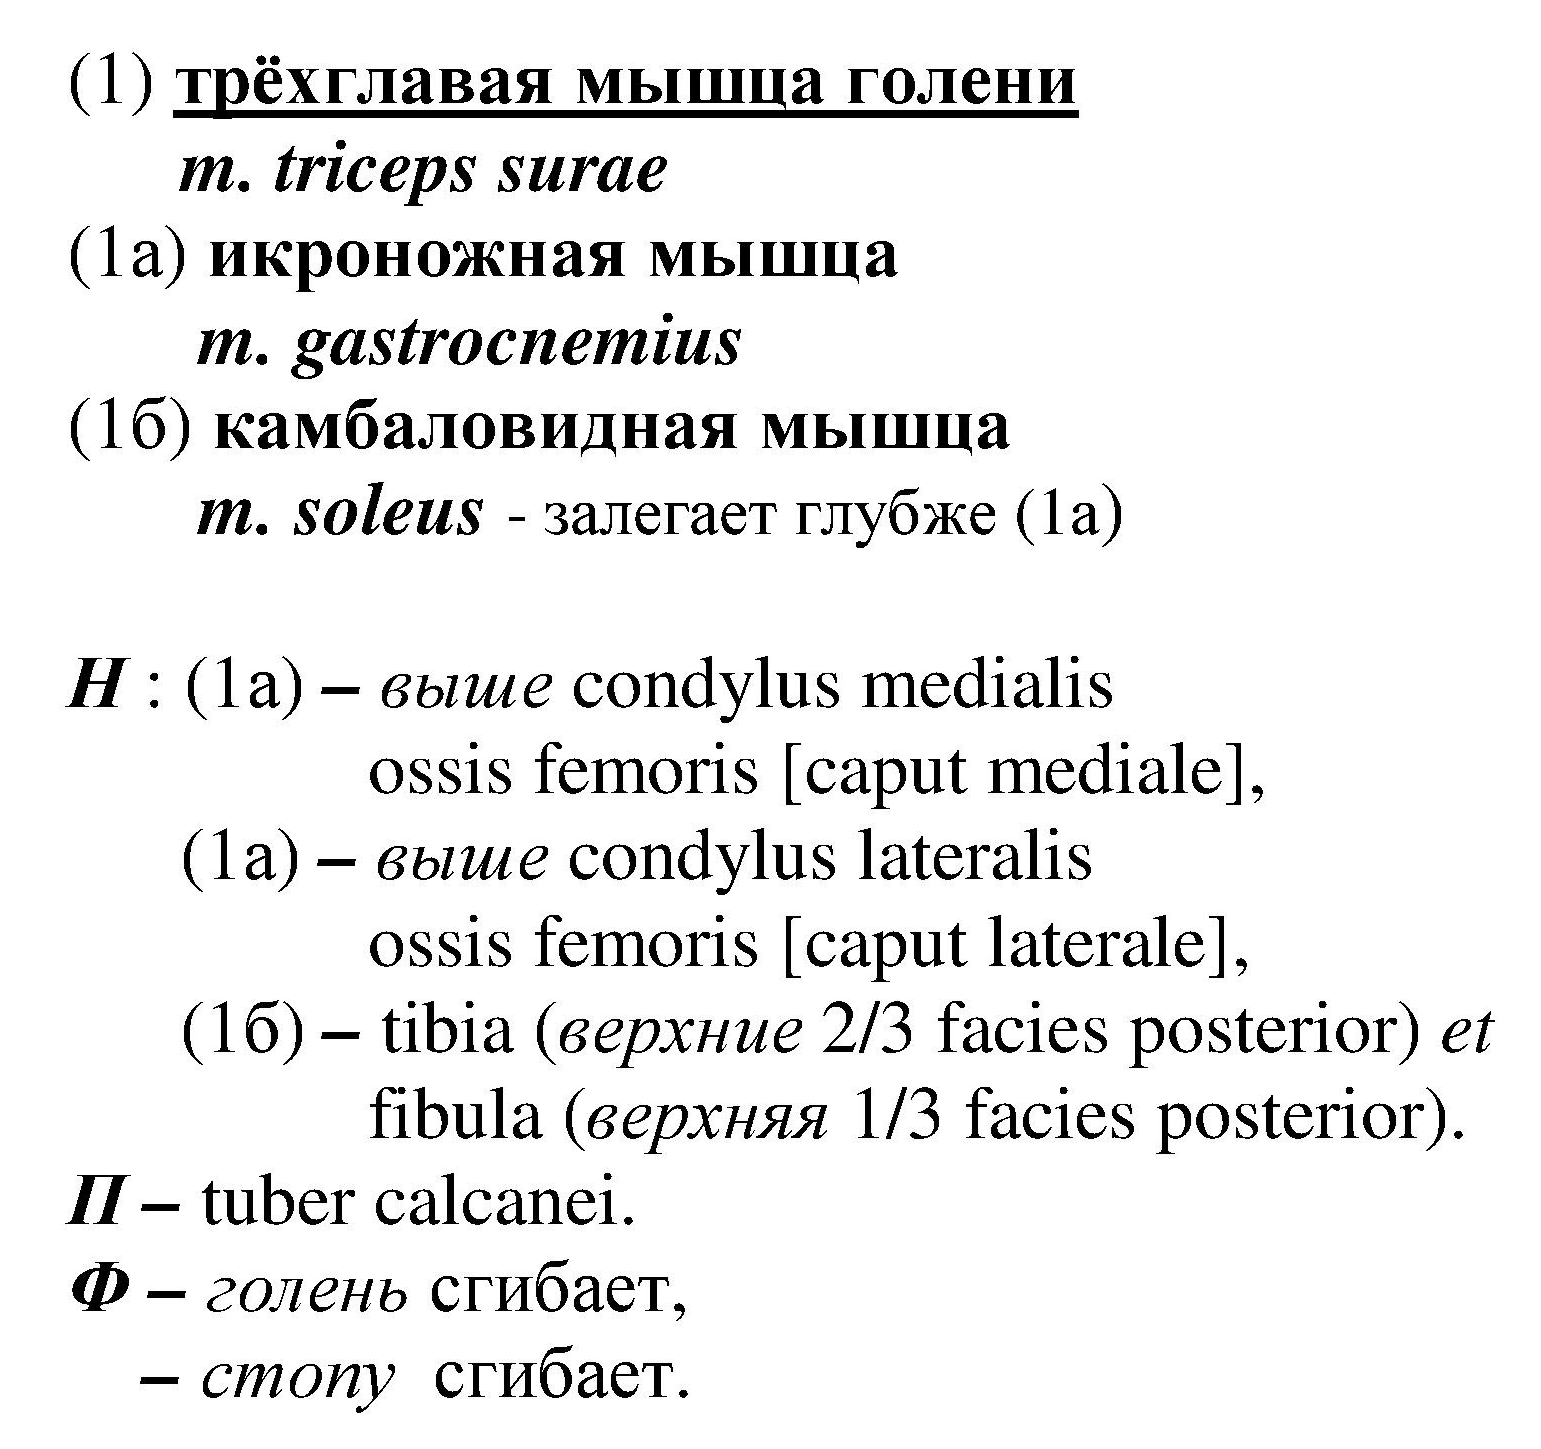 (1) трёхглавая мышца голени
m. triceps surae
(1а) икроножная мышца
m. gastrocnemius
(1б) камбаловидная мышца
m. soleus - залегает глубже (1а)
Н : (1а) – выше condylus medialis
ossis femoris [caput mediale],
(1а) – выше condylus lateralis
ossis femoris [caput laterale],
(1б) – tibia (верхние 2/3 facies posterior) et
fibula (верхняя 1/3 facies posterior).
П – tuber calcanei.
Ф – голень сгибает,
– стопу сгибает.